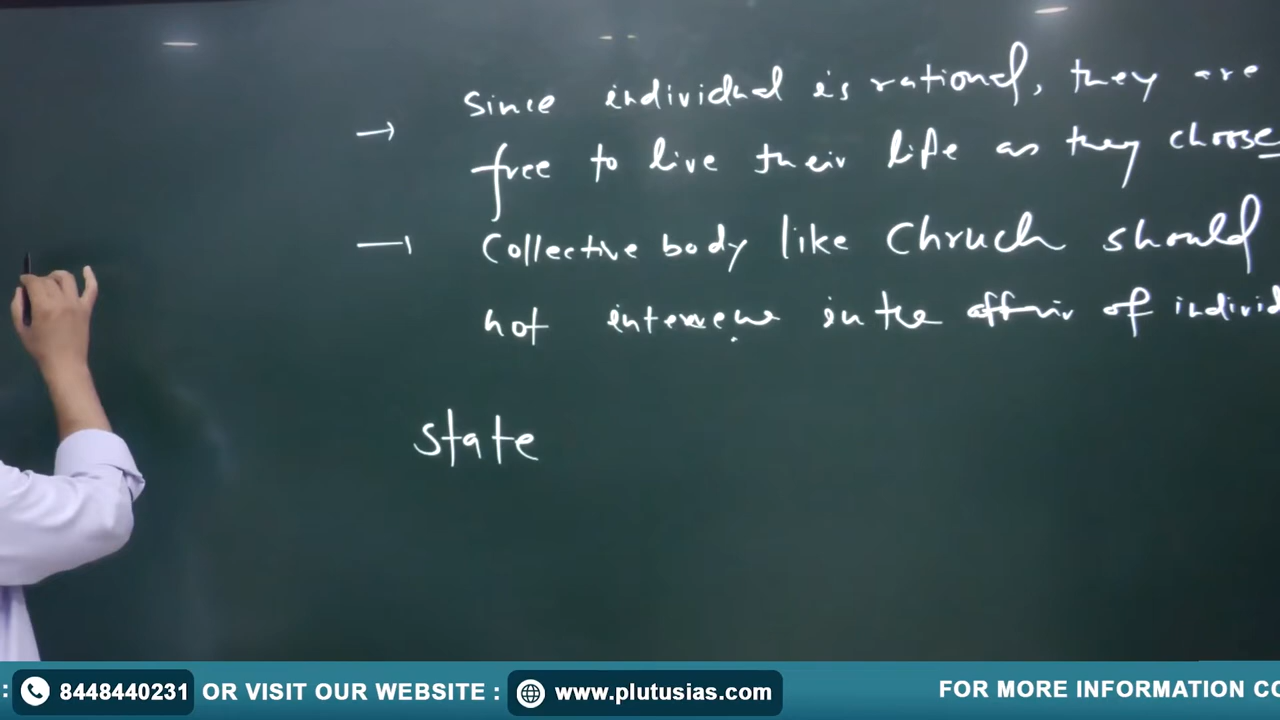 since individual is rational, they are
free to live their life as they choose
Collective body like Chruch should
not intervene in the affair of individ
state
: 8448440231 OR VISIT OUR WEBSITE : www.plutusias.com FOR MORE INFORMATION CO